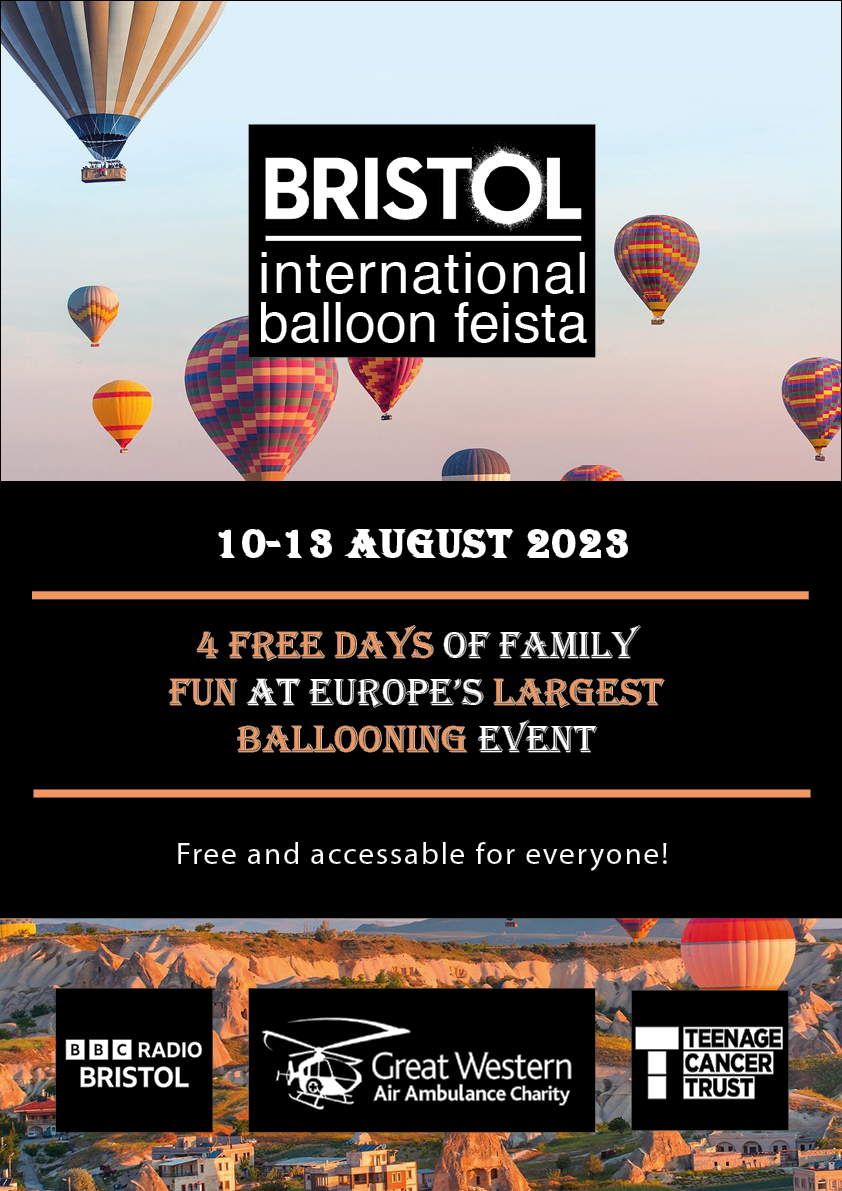 BRISTOL
international
balloon feista
10-13 AUGUST 2023
4 FREE DAYS OF FAMILY
FUN AT EUROPE'S LARGEST
BALLOONING EVENT
Free and accessable for everyone!
BBC RADIO
BRISTOL
Great Western
Air Ambulance Charity
TEENAGE
CANCER
TRUST